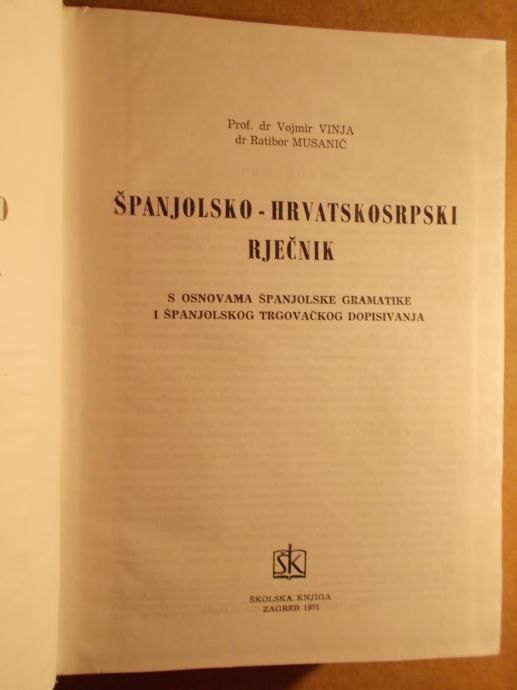 Prof. dr Vojmir VINJA
dr Ratibor MUSANIĆ
ŠPANJOLSKO - HRVATSKOSRPSKI
RJEČNIK
S OSNOVAMA ŠPANJOLSKE GRAMATIKE
I ŠPANJOLSKOG TRGOVAČKOG DOPISIVANJA
ŠK
ŠKOLSKA KNJIGA
ZAGREB 1971